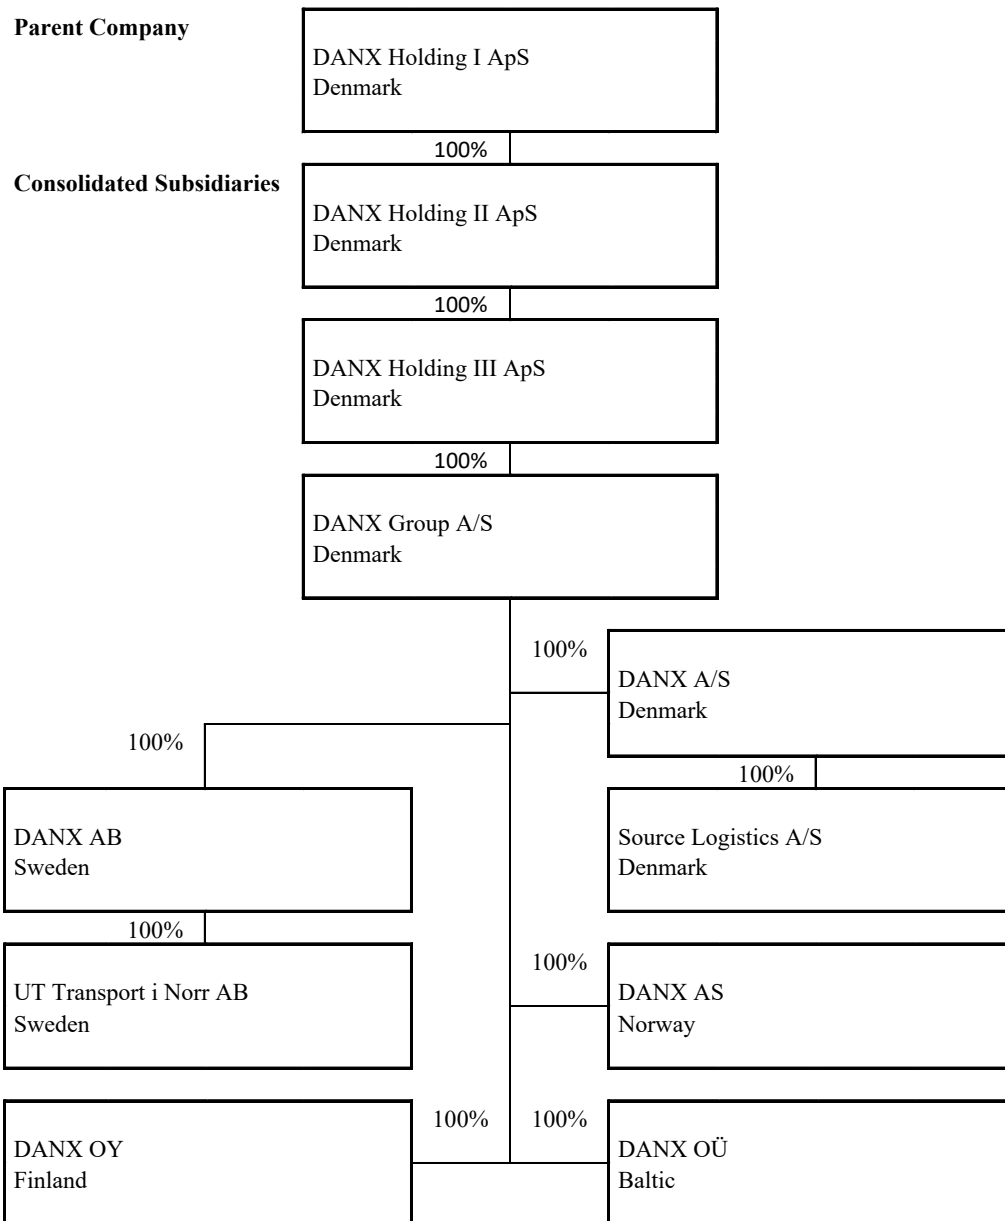 Parent Company
DANX Holding I ApS
Denmark
100%
Consolidated Subsidiaries
DANX Holding II ApS
Denmark
100%
DANX Holding III ApS
Denmark
100%
DANX Group A/S
Denmark
100%
DANX A/S
Denmark
100%
100%
DANX AB
Sweden
Source Logistics A/S
Denmark
100%
100%
UT Transport i Norr AB
Sweden
DANX AS
Norway
100%
100%
DANX OY
Finland
DANX OÜ
Baltic